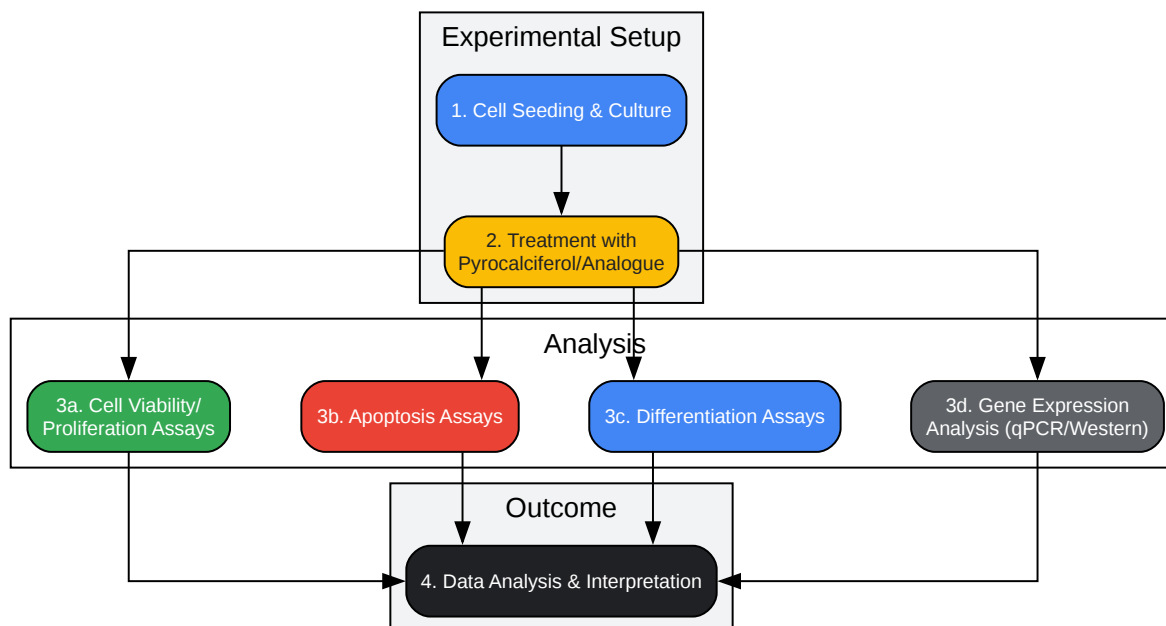 Experimental Setup
1. Cell Seeding & Culture
2. Treatment with
Pyrocalciferol/Analogue
Analysis
3a. Cell Viability/
Proliferation Assays
3b. Apoptosis Assays
3c. Differentiation Assays
3d. Gene Expression
Analysis (qPCR/Western)
Outcome
4. Data Analysis & Interpretation